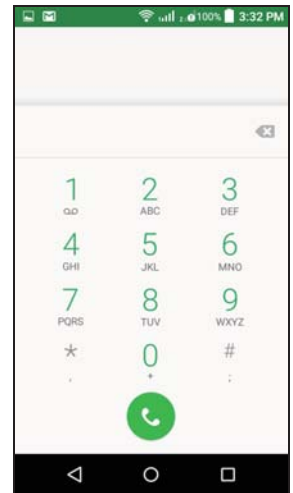 100% 3:32 PM
1 2 3
ABC DEF
4 5 6
GHI JKL MNO
7 8 9
PQRS TUV WXYZ
* 0 #
, + ;